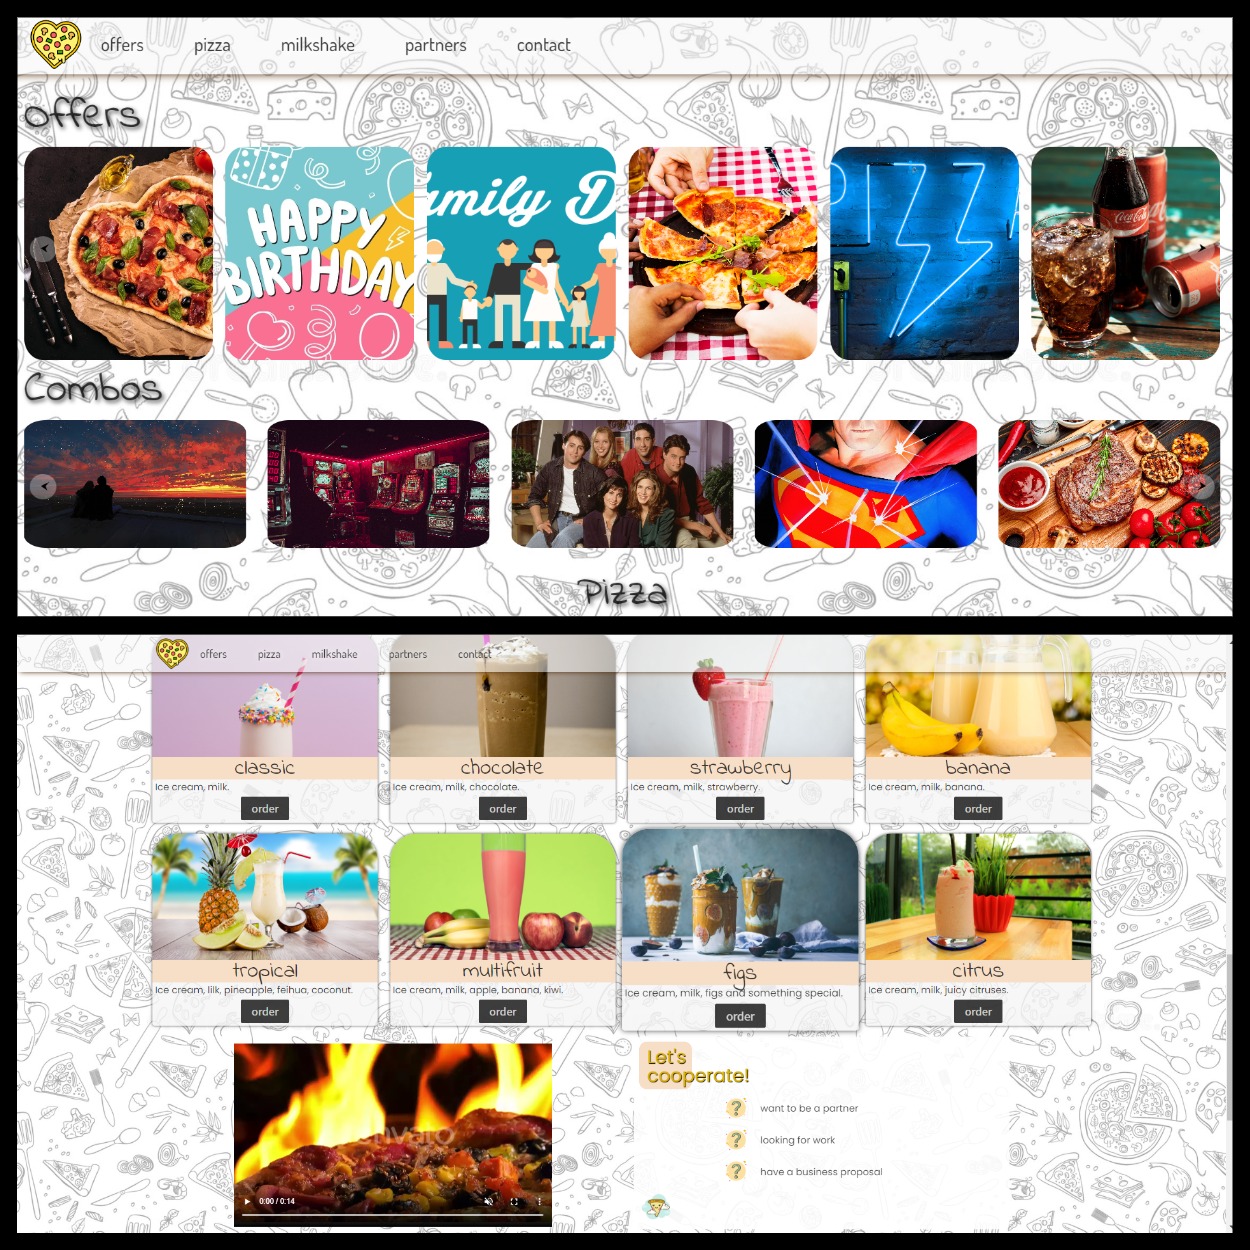 offers pizza milkshake partners contact
Offers
HAPPY
BIRTHDAY
amily D
Coca-Cola
Combos
Pizza
offers pizza milkshake partners contact
classic chocolate strawberry banana
Ice cream, milk. Ice cream, milk, chocolate. Ice cream, milk, strawberry. Ice cream, milk, banana.
order order order order
tropical multifruit figs citrus
Ice cream, lilk, pineapple, feihua, coconut. Ice cream, milk, apple, banana, kiwi. Ice cream, milk, figs and something special. Ice cream, milk, juicy citruses.
order order order order
Let's
cooperate!
want to be a partner
looking for work
have a business proposal
0:00 / 0:14